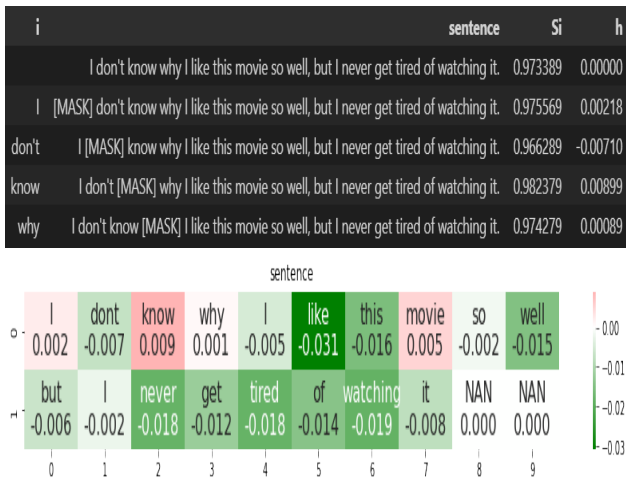 i sentence Si h
I don't know why I like this movie so well, but I never get tired of watching it. 0.973389 0.00000
I [MASK] don't know why I like this movie so well, but I never get tired of watching it. 0.975569 0.00218
don't I [MASK] know why I like this movie so well, but I never get tired of watching it. 0.966289 -0.00710
know I don't [MASK] why I like this movie so well, but I never get tired of watching it. 0.982379 0.00899
why I don't know [MASK] I like this movie so well, but I never get tired of watching it. 0.974279 0.00089
sentence
0 I dont know why I like this movie so well
0.002 -0.007 0.009 0.001 -0.005 -0.031 -0.016 0.005 -0.002 -0.015
1 but I never get tired of watching it NAN NAN
-0.006 -0.002 -0.018 -0.012 -0.018 -0.014 -0.019 -0.008 0.000 0.000
0 1 2 3 4 5 6 7 8 9
0.00
-0.01
-0.02
-0.03